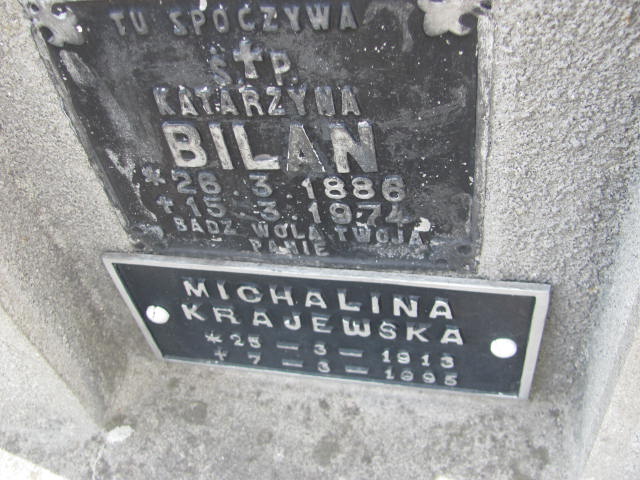 TU SPOCZYWA
Ś†P.
KATARZYNA
BILAN
* 26.3.1886
† 15.3.1974
BĄDŹ WOLA TWOJA
PANIE
MICHALINA
KRAJEWSKA
* 25 – 3 – 1913
† 7 – 3 – 1995